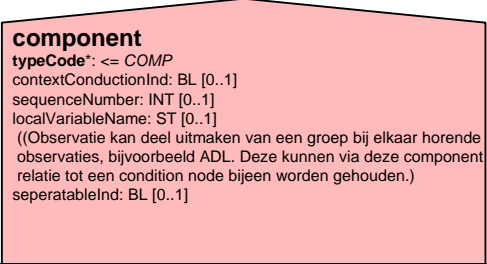 component
typeCode*: <= COMP
contextConductionInd: BL [0..1]
sequenceNumber: INT [0..1]
localVariableName: ST [0..1]
((Observatie kan deel uitmaken van een groep bij elkaar horende
observaties, bijvoorbeeld ADL. Deze kunnen via deze component
relatie tot een condition node bijeen worden gehouden.)
seperatableInd: BL [0..1]